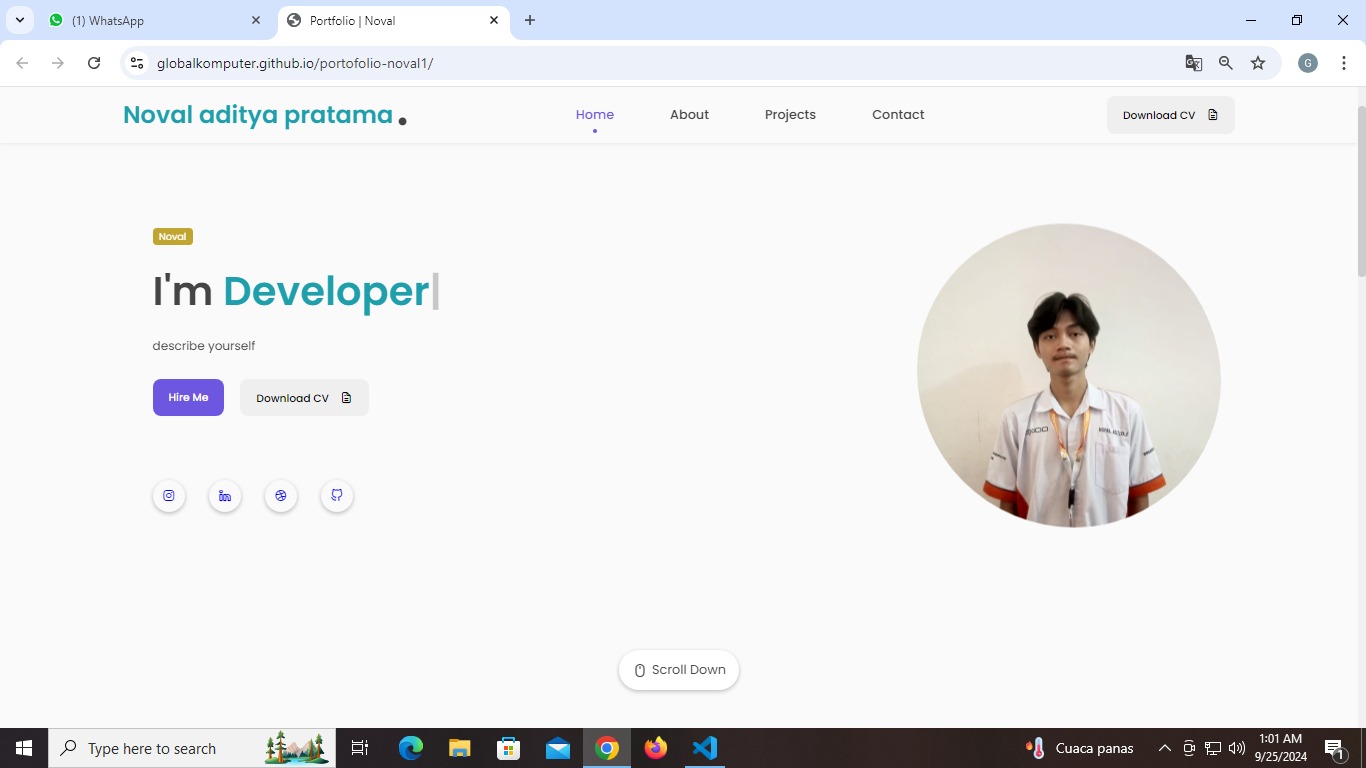 (1) WhatsApp
Portfolio | Noval
globalkomputer.github.io/portofolio-noval1/
G
Noval aditya pratama.
Home
About
Projects
Contact
Download CV
Noval
I'm Developer|
describe yourself
Hire Me
Download CV
Scroll Down
Type here to search
Cuaca panas
1:01 AM
9/25/2024
1